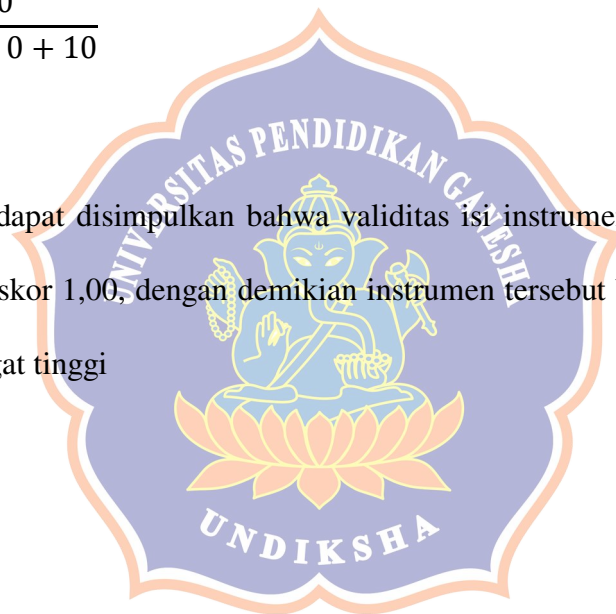 0
0 + 10
UNIVERSITAS PENDIDIKAN GANESHA
dapat disimpulkan bahwa validitas isi instrume
skor 1,00, dengan demikian instrumen tersebut
gat tinggi
UNDIKSHA